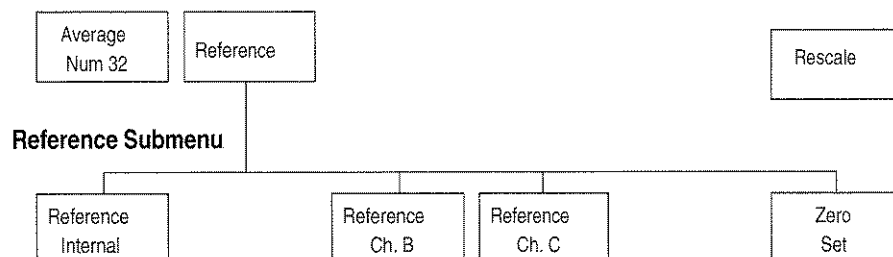 Average
Num 32
Reference
Rescale
Reference Submenu
Reference
Internal
Reference
Ch. B
Reference
Ch. C
Zero
Set